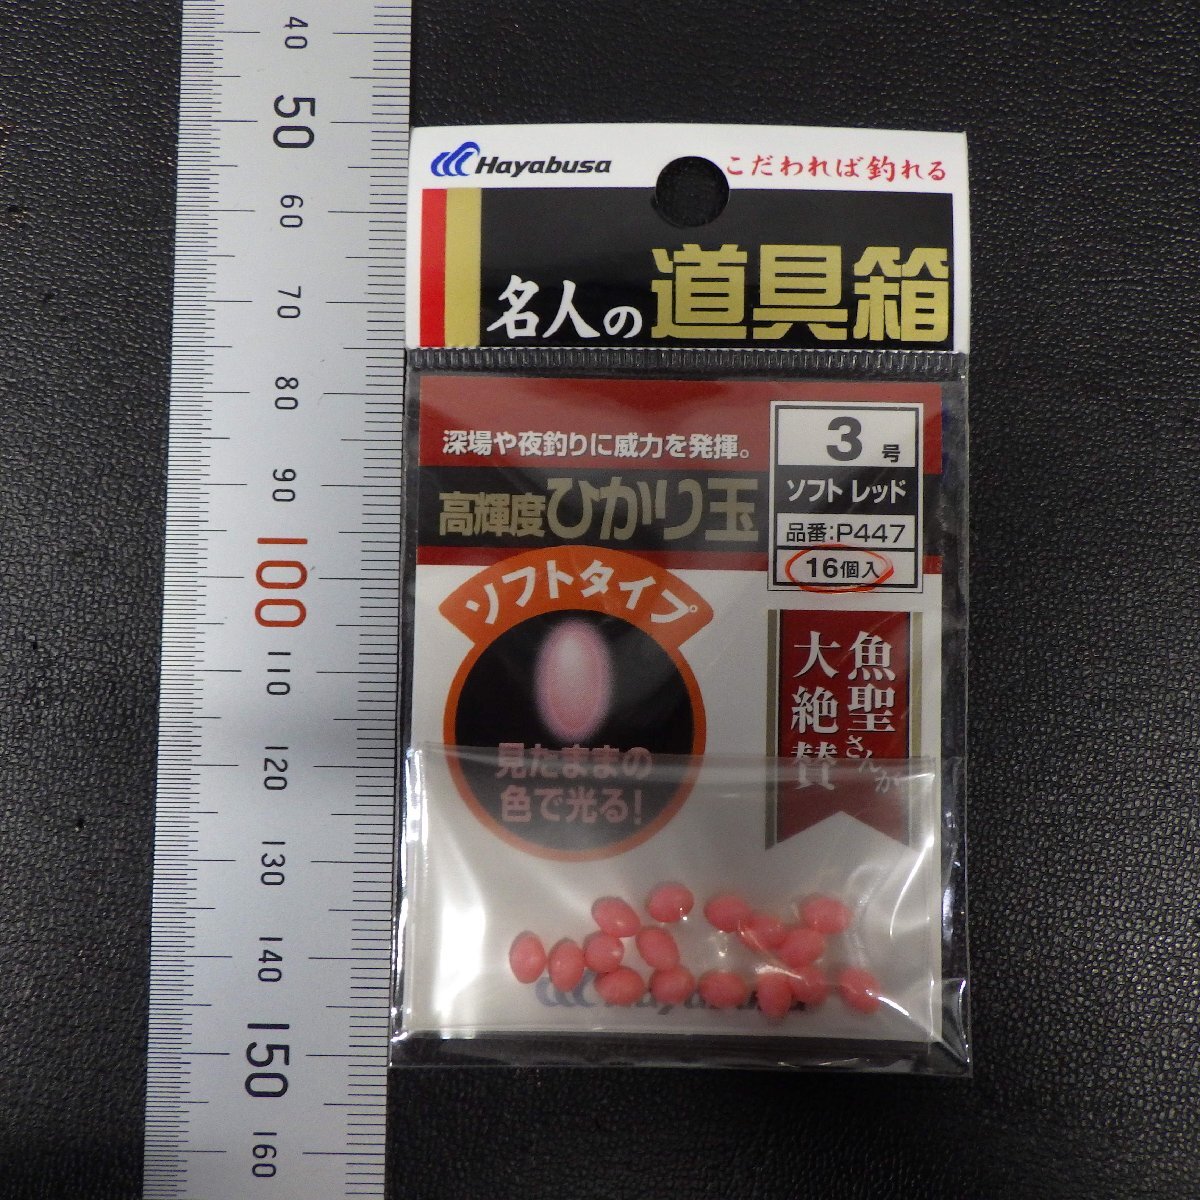 40
50
60
70
80
90
100
110
120
130
140
150
160
Hayabusa
こだわれば釣れる
名人の道具箱
深場や夜釣りに威力を発揮。
高輝度ひかり玉
3号
ソフト レッド
品番:P447
16個入
ソフトタイプ
見たままの
色で光る!
魚聖さんが
大絶賛
Hayabusa